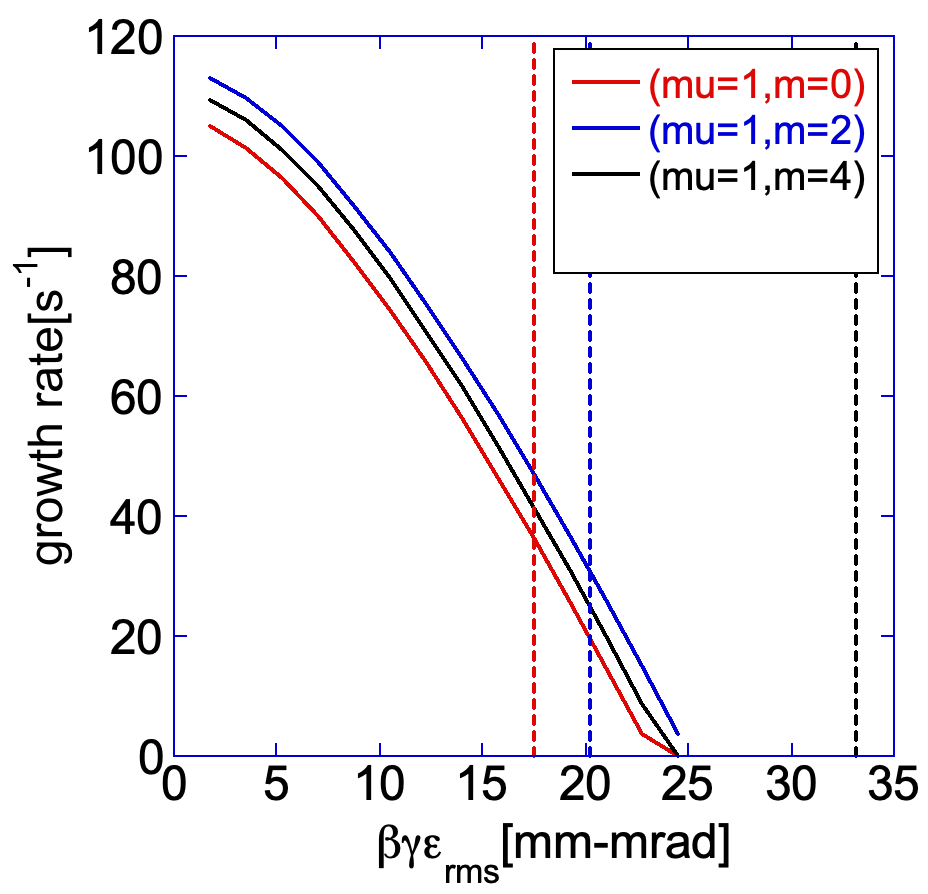 120
100
80
60
40
20
0
growth rate[s⁻¹]
(mu=1,m=0)
(mu=1,m=2)
(mu=1,m=4)
0 5 10 15 20 25 30 35
βγε_rms[mm-mrad]